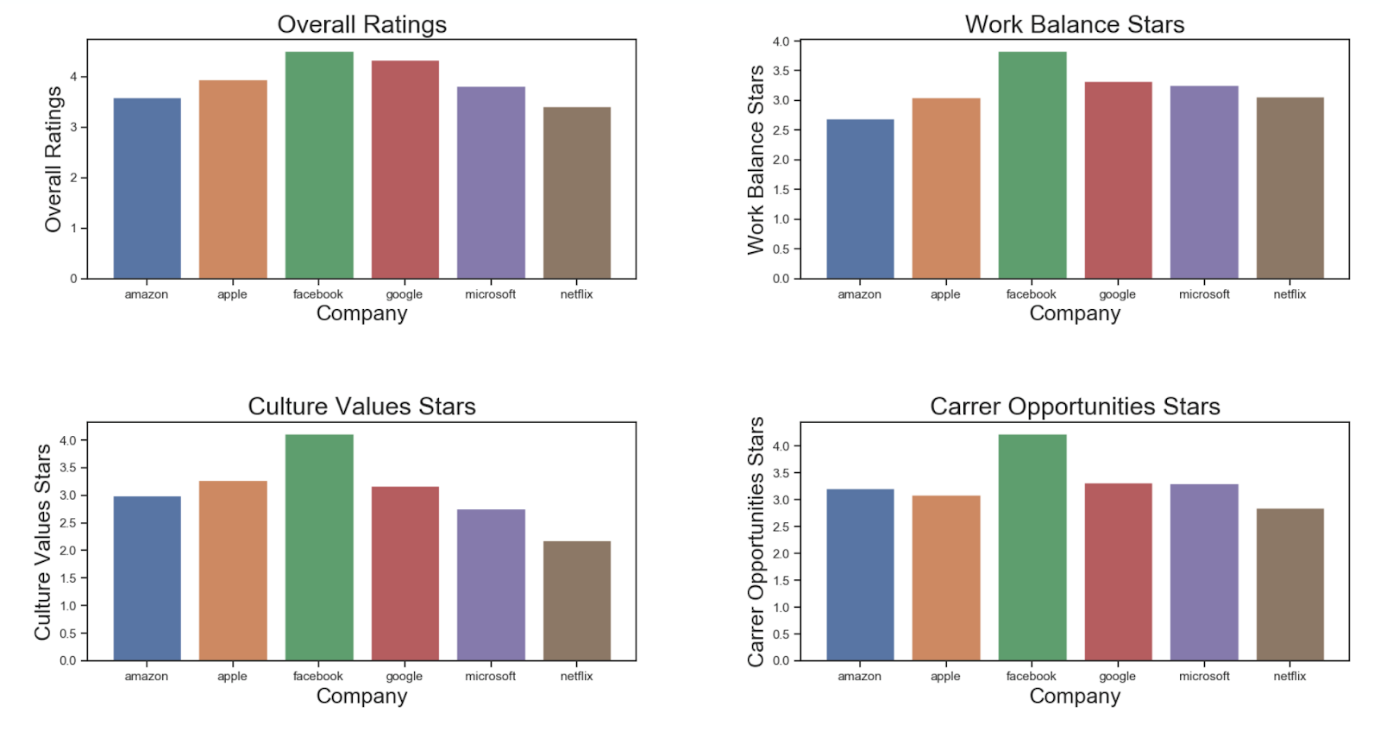 Overall Ratings
Overall Ratings
4
3
2
1
0
amazon apple facebook google microsoft netflix
Company
Work Balance Stars
Work Balance Stars
4.0
3.5
3.0
2.5
2.0
1.5
1.0
0.5
0.0
amazon apple facebook google microsoft netflix
Company
Culture Values Stars
Culture Values Stars
4.0
3.5
3.0
2.5
2.0
1.5
1.0
0.5
0.0
amazon apple facebook google microsoft netflix
Company
Carrer Opportunities Stars
Carrer Opportunities Stars
4.0
3.5
3.0
2.5
2.0
1.5
1.0
0.5
0.0
amazon apple facebook google microsoft netflix
Company